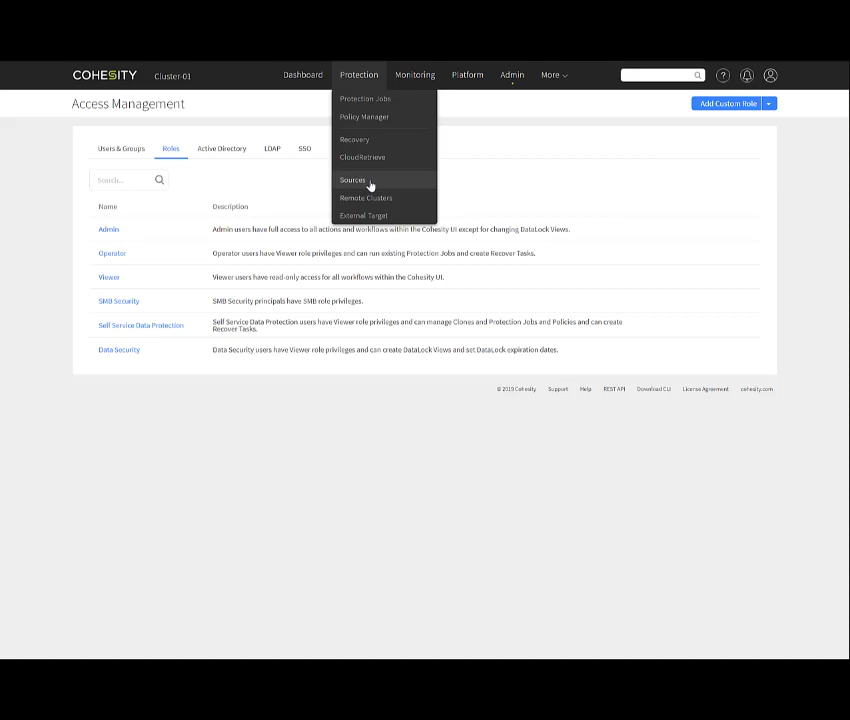 COHESITY Cluster-01 Dashboard Protection Monitoring Platform Admin More
Access Management
Add Custom Role
Protection Jobs
Policy Manager
Recovery
CloudRetrieve
Sources
Remote Clusters
External Target
Users & Groups Roles Active Directory LDAP SSO
Search...
Name Description
Admin Admin users have full access to all actions and workflows within the Cohesity UI except for changing DataLock Views.
Operator Operator users have Viewer role privileges and can run existing Protection Jobs and create Recover Tasks.
Viewer Viewer users have read-only access for all workflows within the Cohesity UI.
SMB Security SMB Security principals have SMB role privileges.
Self Service Data Protection Self Service Data Protection users have Viewer role privileges and can manage Clones and Protection Jobs and Policies and can create
Recover Tasks.
Data Security Data Security users have Viewer role privileges and can create DataLock Views and set DataLock expiration dates.
© 2019 Cohesity Support Help REST API Download CLI License Agreement cohesity.com